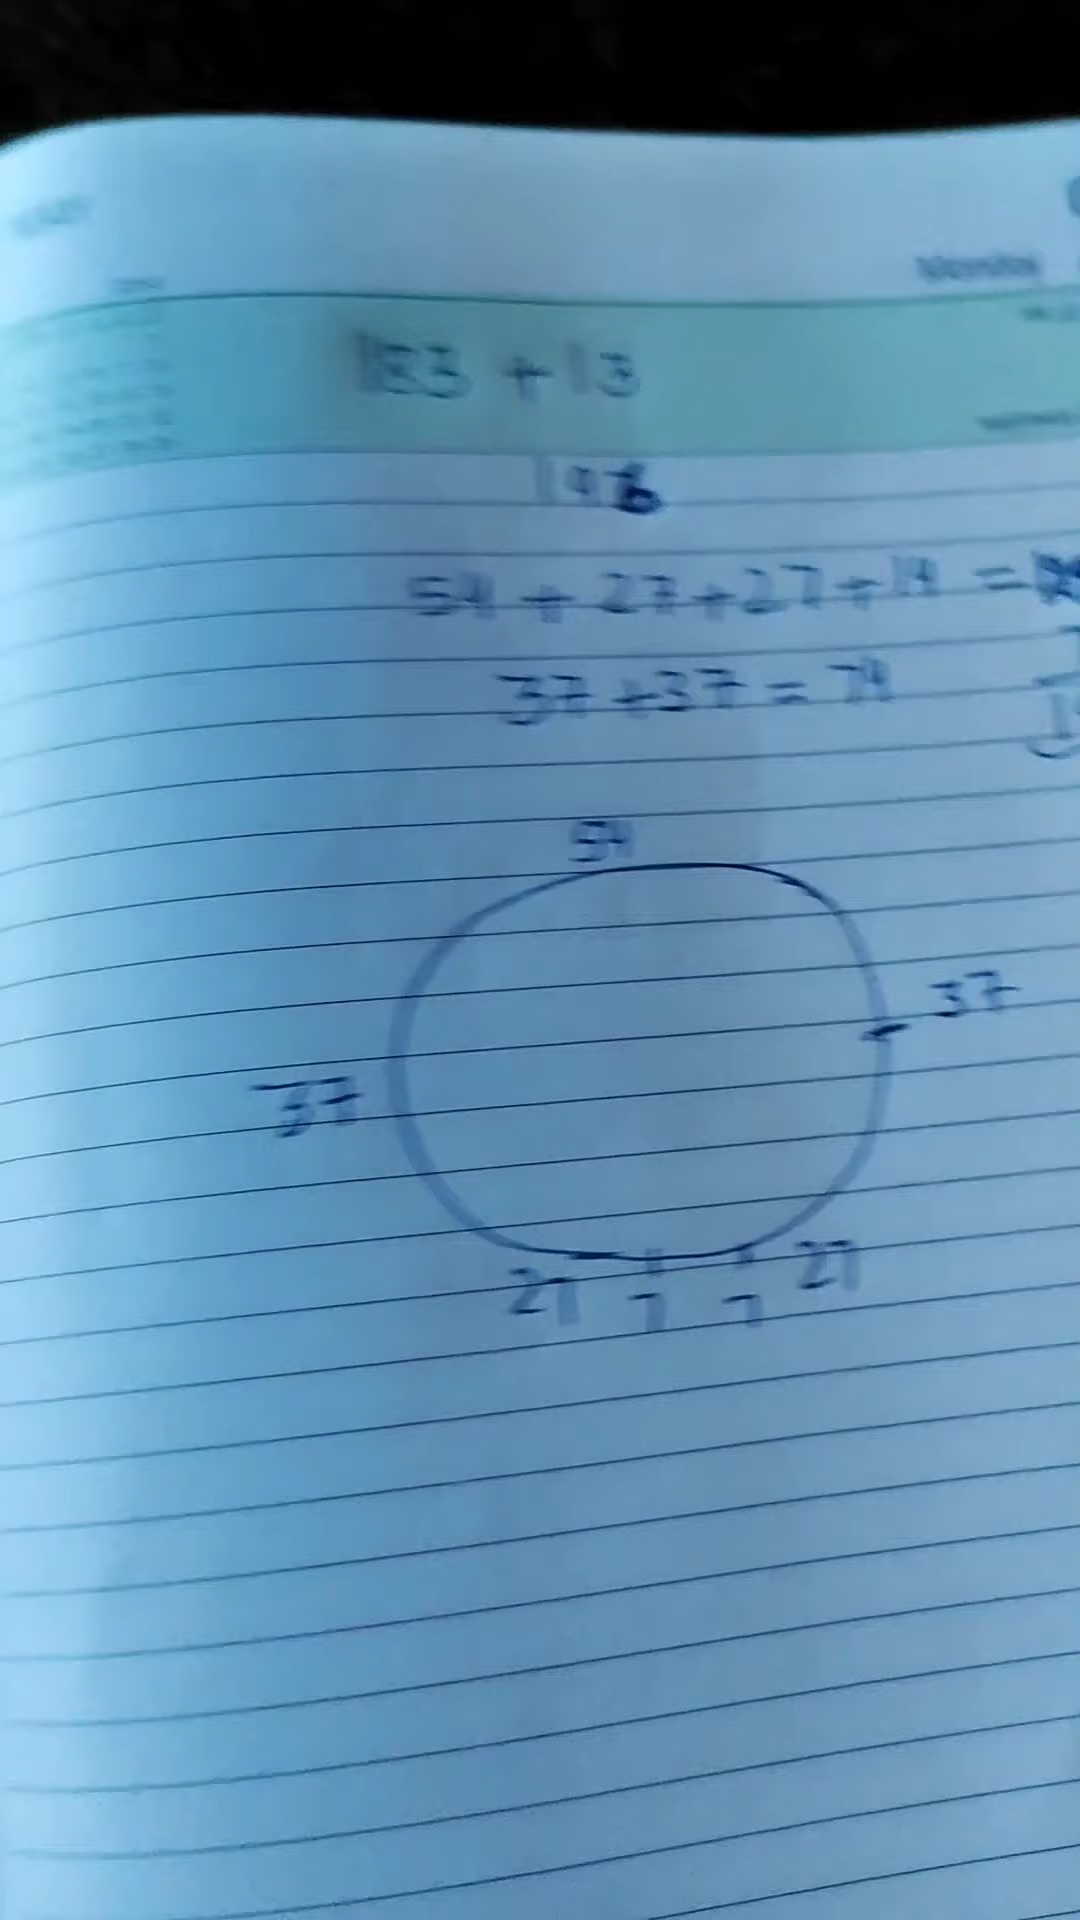 183 + 13
196
54 + 27 + 27 + 14 =
37 + 37 = 74
54
37
37
27 7 7 27